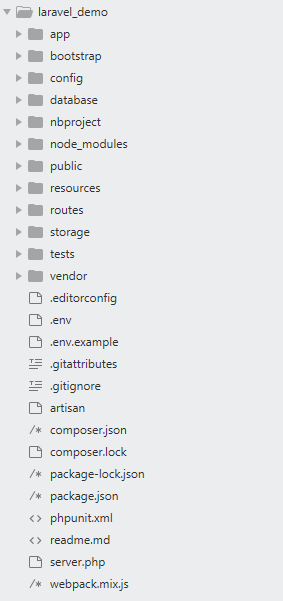 laravel_demo
app
bootstrap
config
database
nbproject
node_modules
public
resources
routes
storage
tests
vendor
.editorconfig
.env
.env.example
.gitattributes
.gitignore
artisan
composer.json
composer.lock
package-lock.json
package.json
phpunit.xml
readme.md
server.php
webpack.mix.js